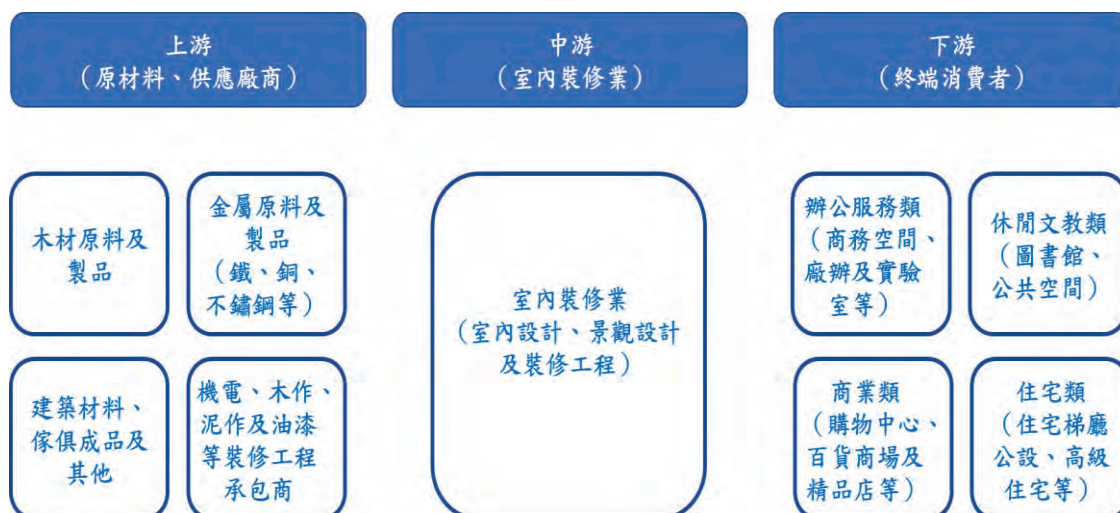 上游
（原材料、供應廠商）
中游
（室內裝修業）
下游
（終端消費者）
木材原料及
製品
金屬原料及
製品
（鐵、銅、
不鏽鋼等）
建築材料、
傢俱成品及
其他
機電、木作、
泥作及油漆
等裝修工程
承包商
室內裝修業
（室內設計、景觀設計
及裝修工程）
辦公服務類
（商務空間、
廠辦及實驗
室等）
休閒文教類
（圖書館、
公共空間）
商業類
（購物中心、
百貨商場及
精品店等）
住宅類
（住宅梯廳
公設、高級
住宅等）